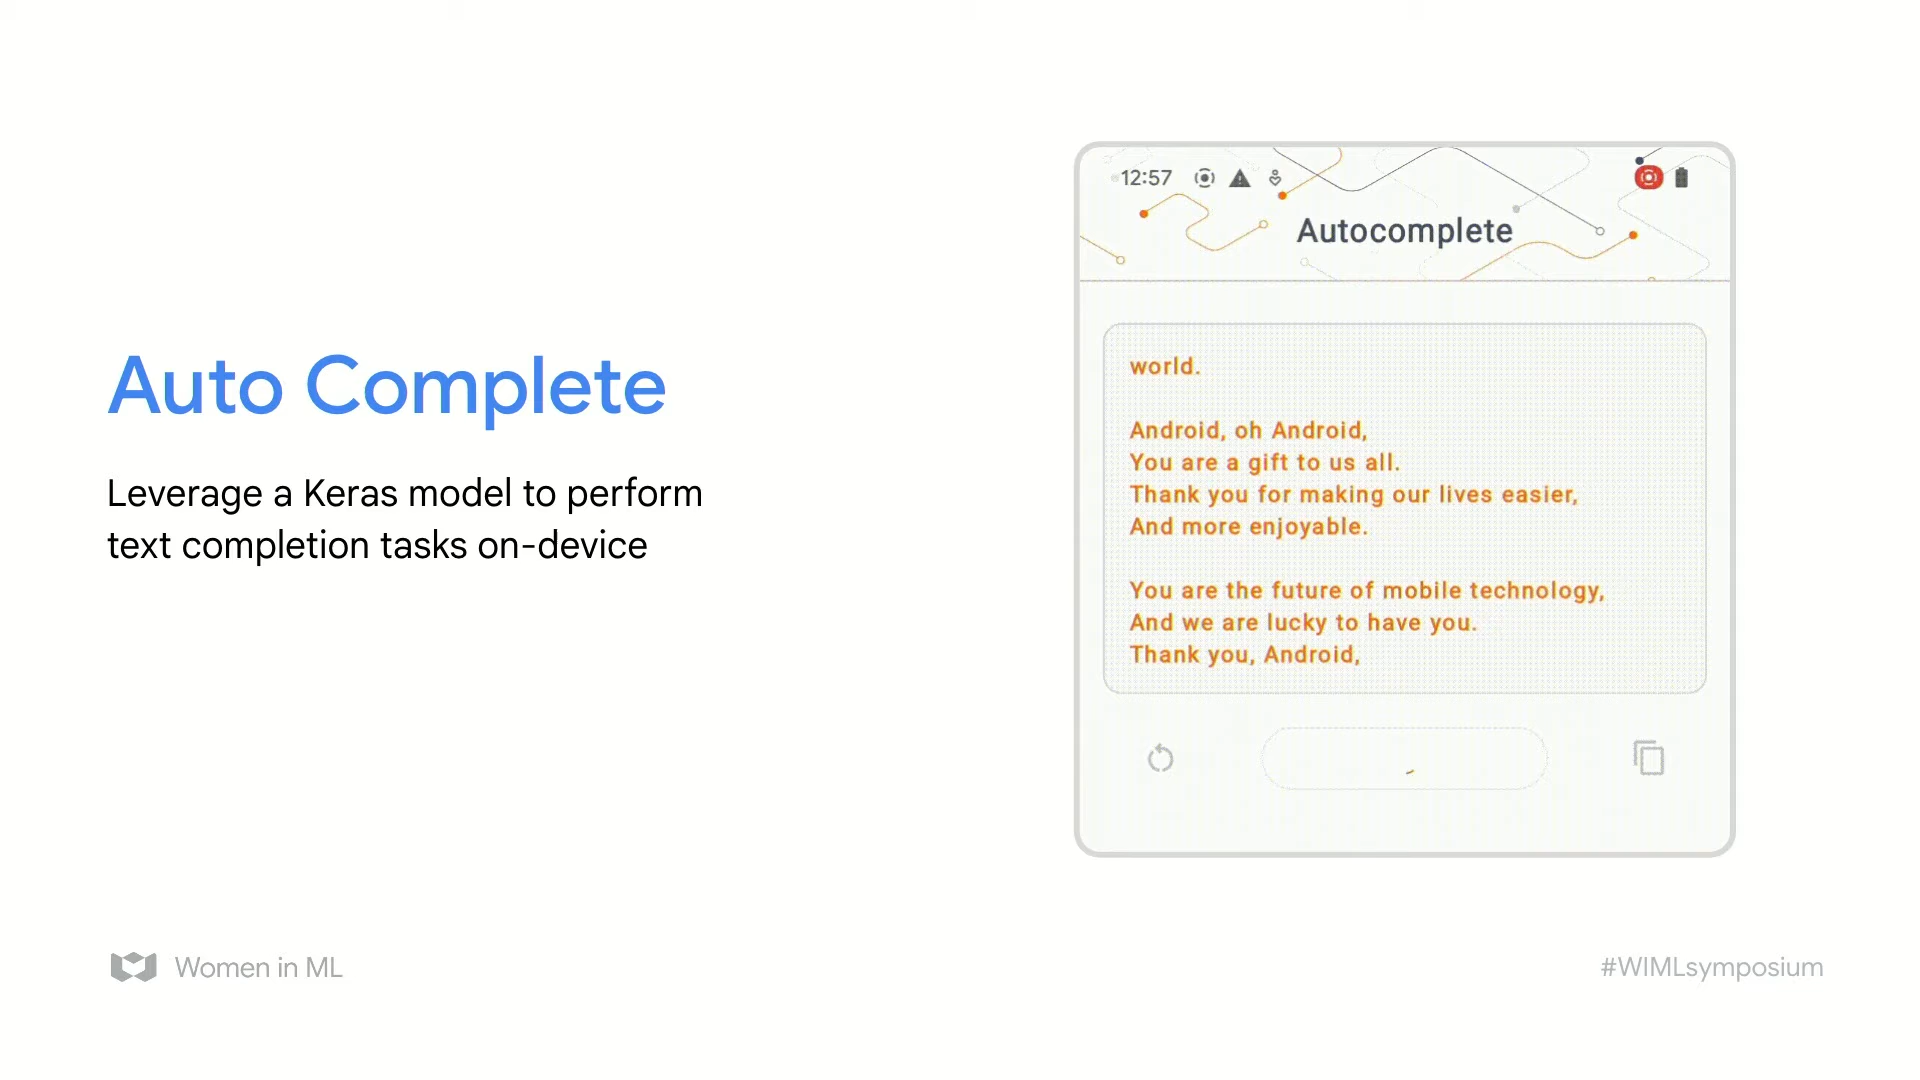 Auto Complete
Leverage a Keras model to perform
text completion tasks on-device
12:57
Autocomplete
world.
Android, oh Android,
You are a gift to us all.
Thank you for making our lives easier,
And more enjoyable.
You are the future of mobile technology,
And we are lucky to have you.
Thank you, Android,
Women in ML
#WIMLsymposium